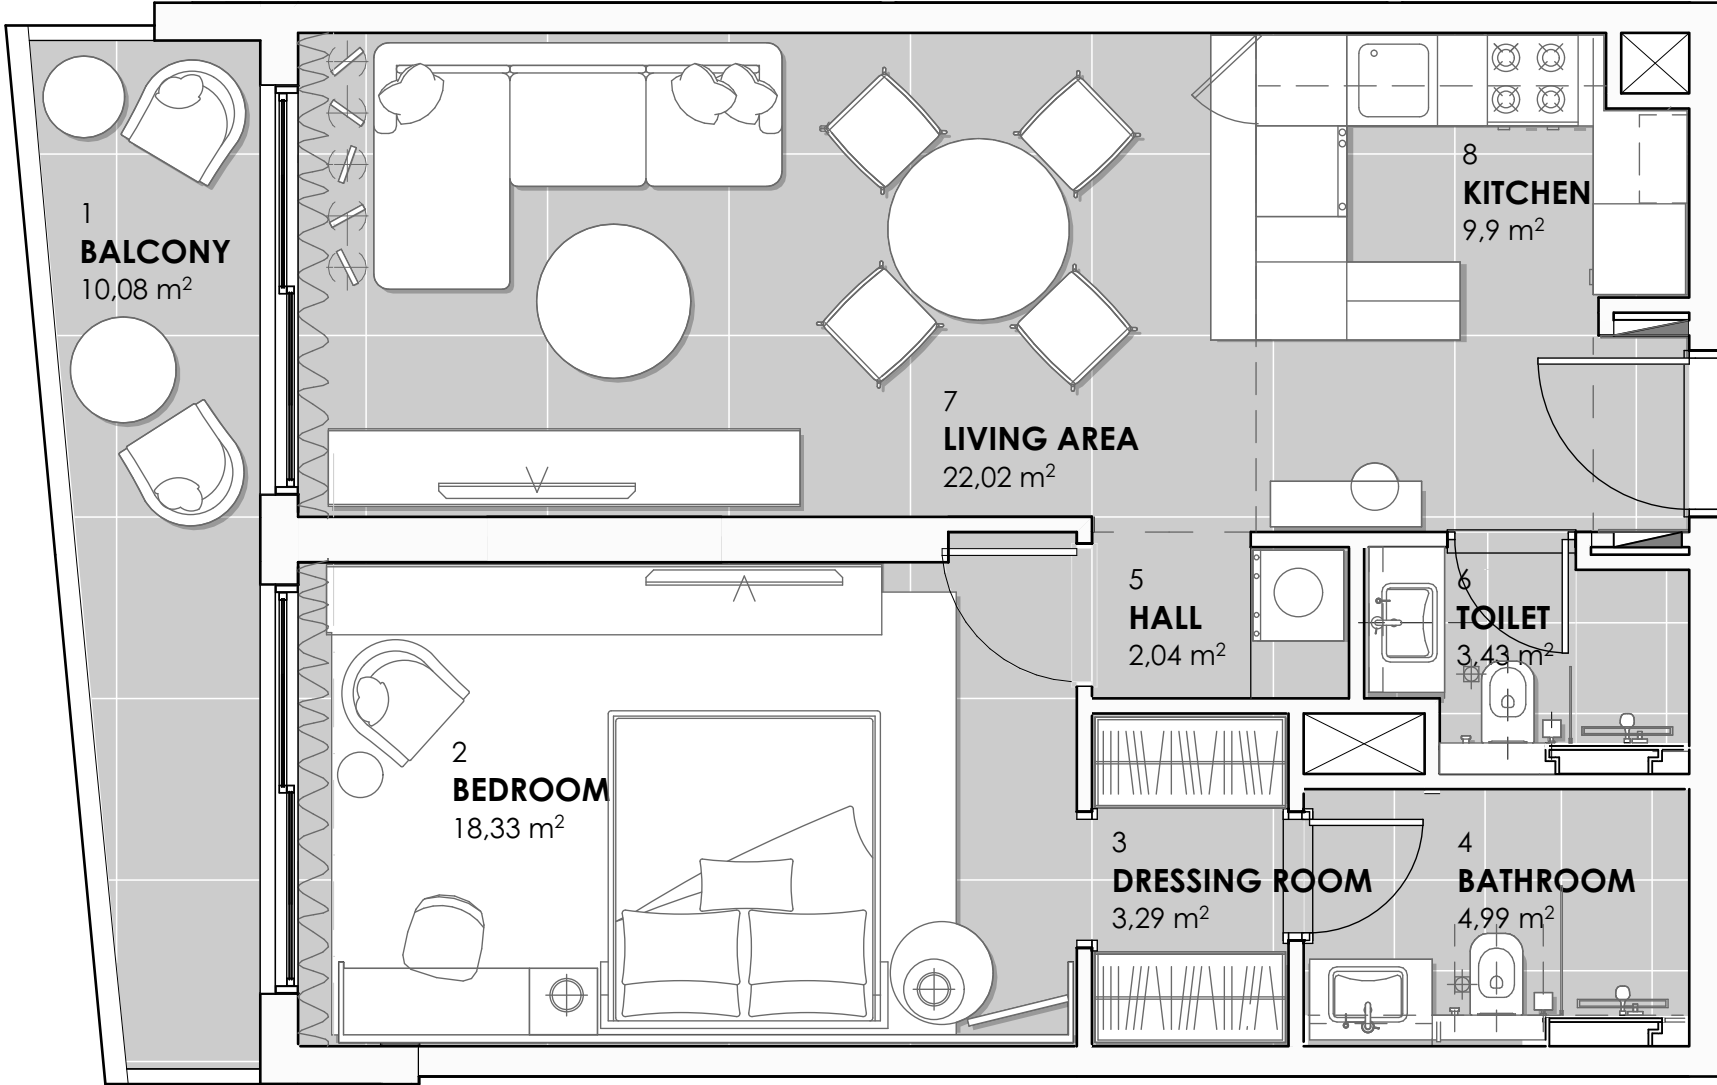 1
BALCONY
10,08 m²
2
BEDROOM
18,33 m²
3
DRESSING ROOM
3,29 m²
4
BATHROOM
4,99 m²
5
HALL
2,04 m²
6
TOILET
3,43 m²
7
LIVING AREA
22,02 m²
8
KITCHEN
9,9 m²